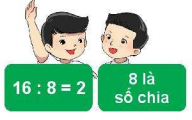 16 : 8 = 2
8 là
số chia